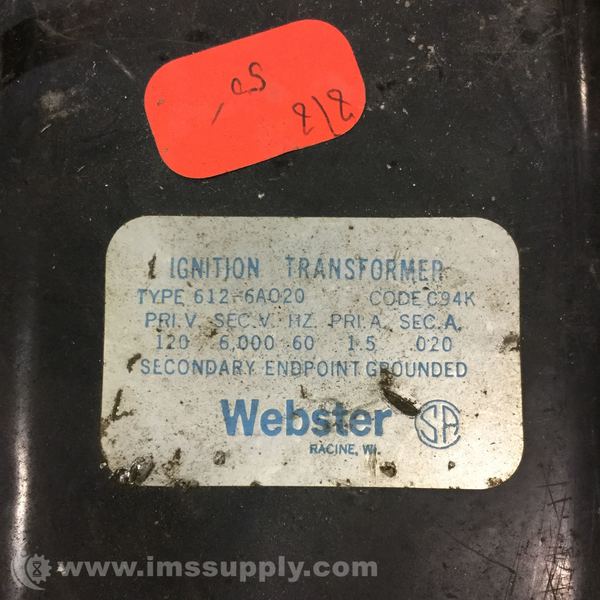 IGNITION TRANSFORMER
TYPE 612-6A020 CODE C94K
PRI.V. SEC.V. HZ. PRI.A. SEC.A.
120 6,000 60 1.5 .020
SECONDARY ENDPOINT GROUNDED
Webster
RACINE, WI.
www.imssupply.com